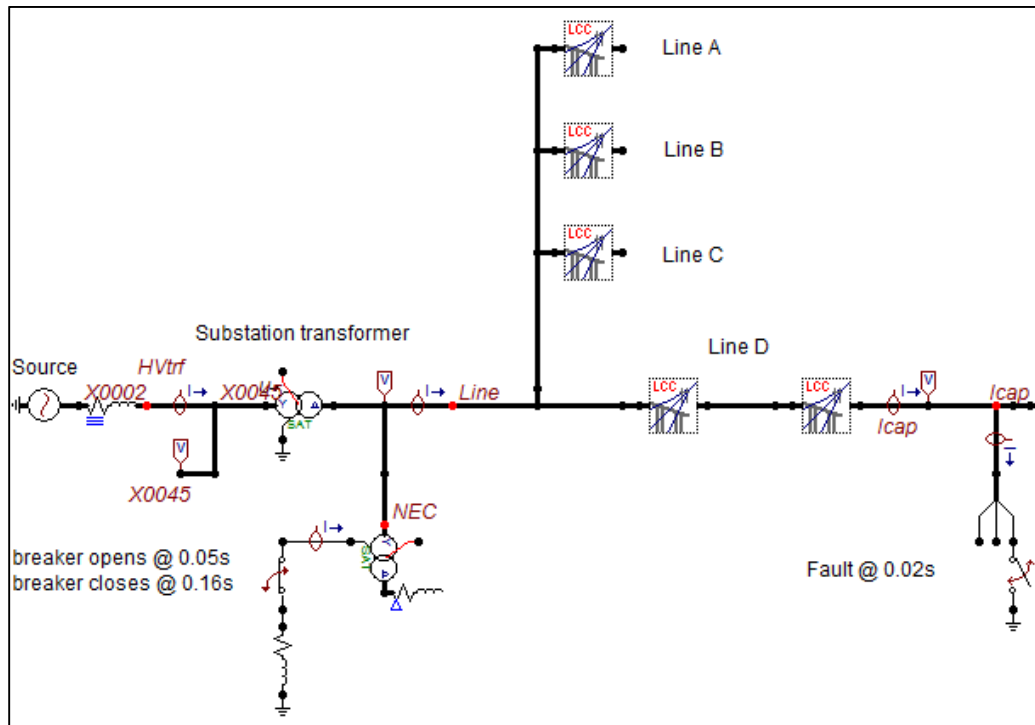 LCC
Line A
LCC
Line B
LCC
Line C
Substation transformer
Line D
Source
HVtrf
X0002
I
X0045
Y
SAT
V
I
Line
LCC
LCC
I
V
Icap
Icap
V
X0045
I
NEC
I
Y
SAT
breaker opens @ 0.05s
breaker closes @ 0.16s
Fault @ 0.02s